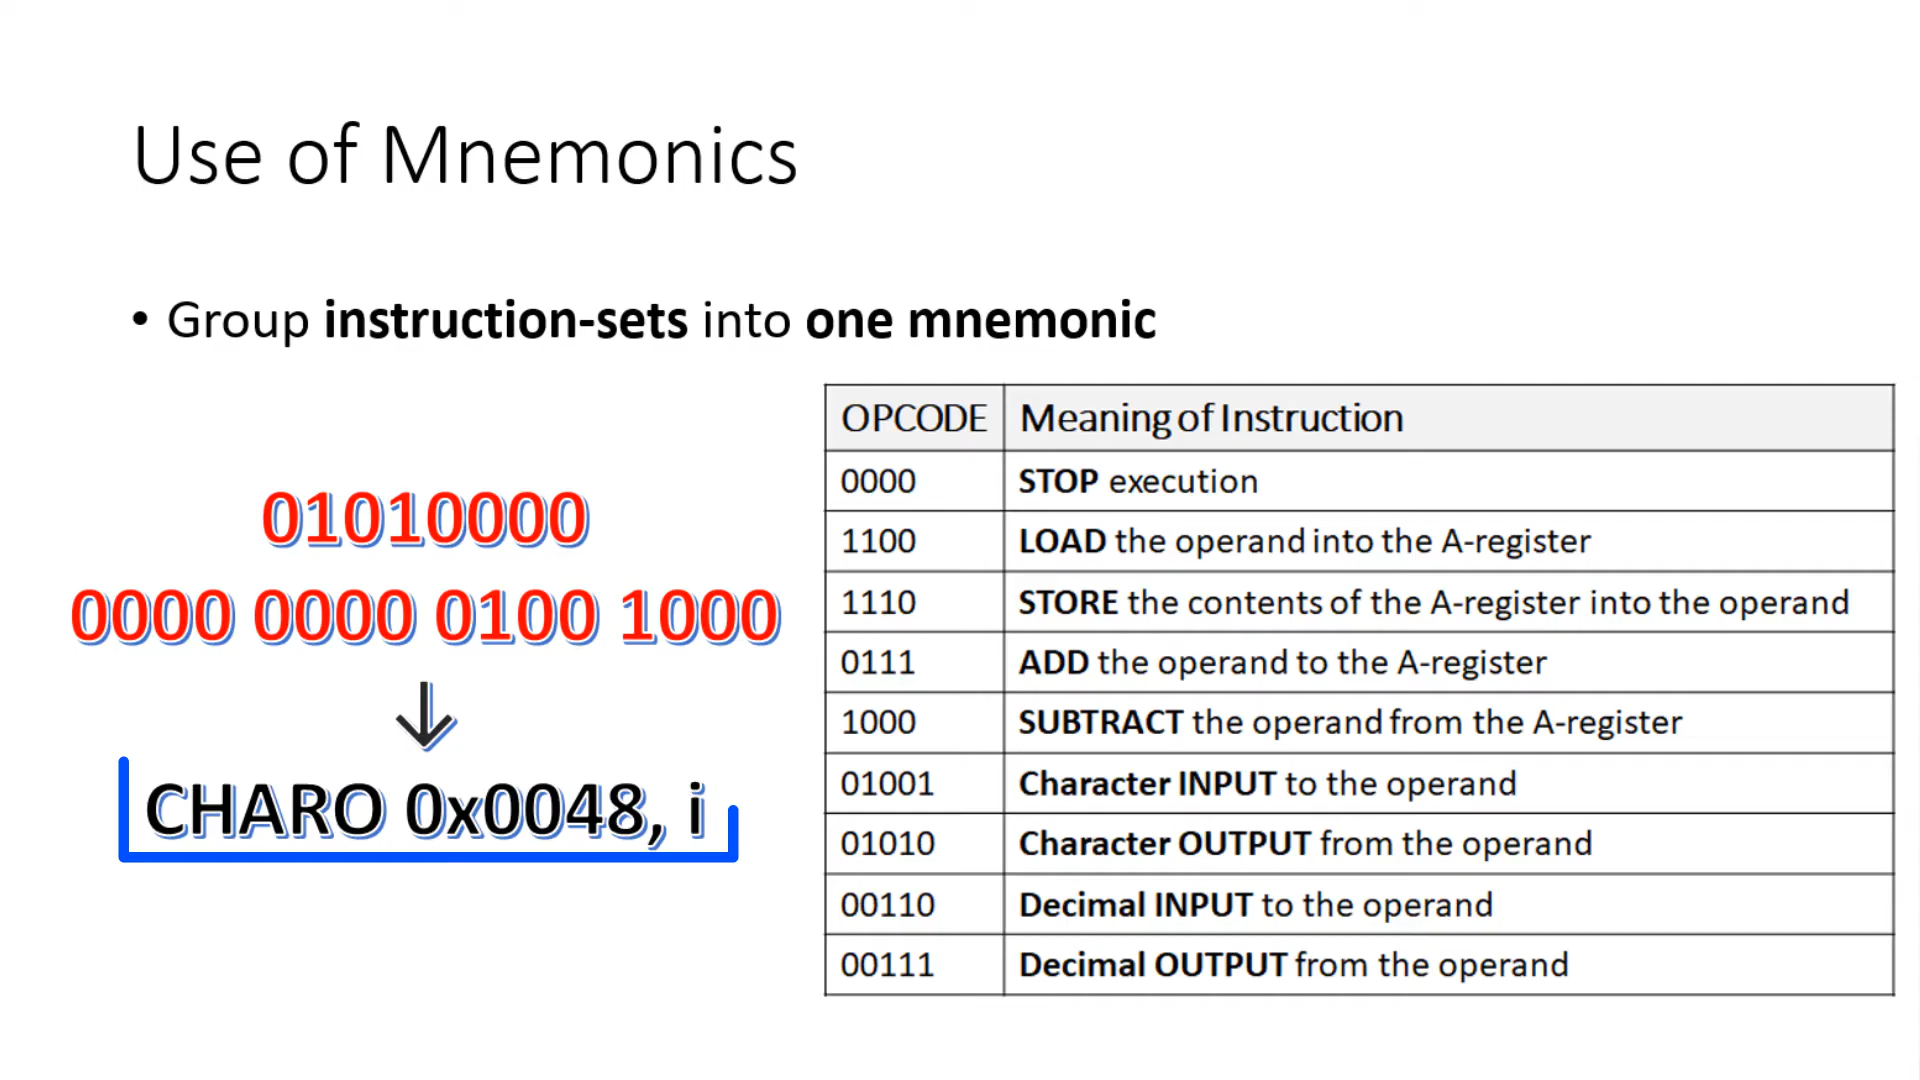 Use of Mnemonics
• Group instruction-sets into one mnemonic
01010000
0000 0000 0100 1000
↓
CHARO 0x0048, i
OPCODE Meaning of Instruction
0000 STOP execution
1100 LOAD the operand into the A-register
1110 STORE the contents of the A-register into the operand
0111 ADD the operand to the A-register
1000 SUBTRACT the operand from the A-register
01001 Character INPUT to the operand
01010 Character OUTPUT from the operand
00110 Decimal INPUT to the operand
00111 Decimal OUTPUT from the operand